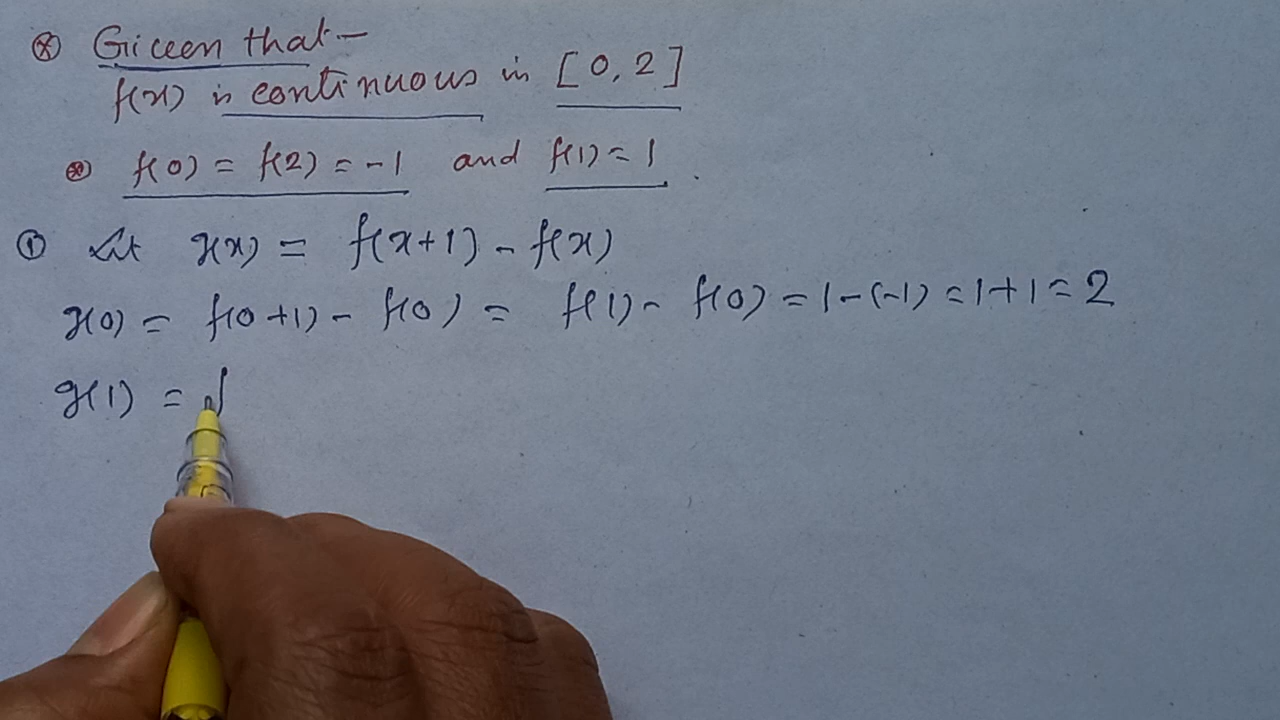 ⊗ Given that-
f(x) is continuous in [0, 2]
⊗ f(0) = f(2) = -1 and f(1) = 1.
① Let g(x) = f(x+1) - f(x)
g(0) = f(0+1) - f(0) = f(1) - f(0) = 1-(-1) = 1+1 = 2
g(1) = f